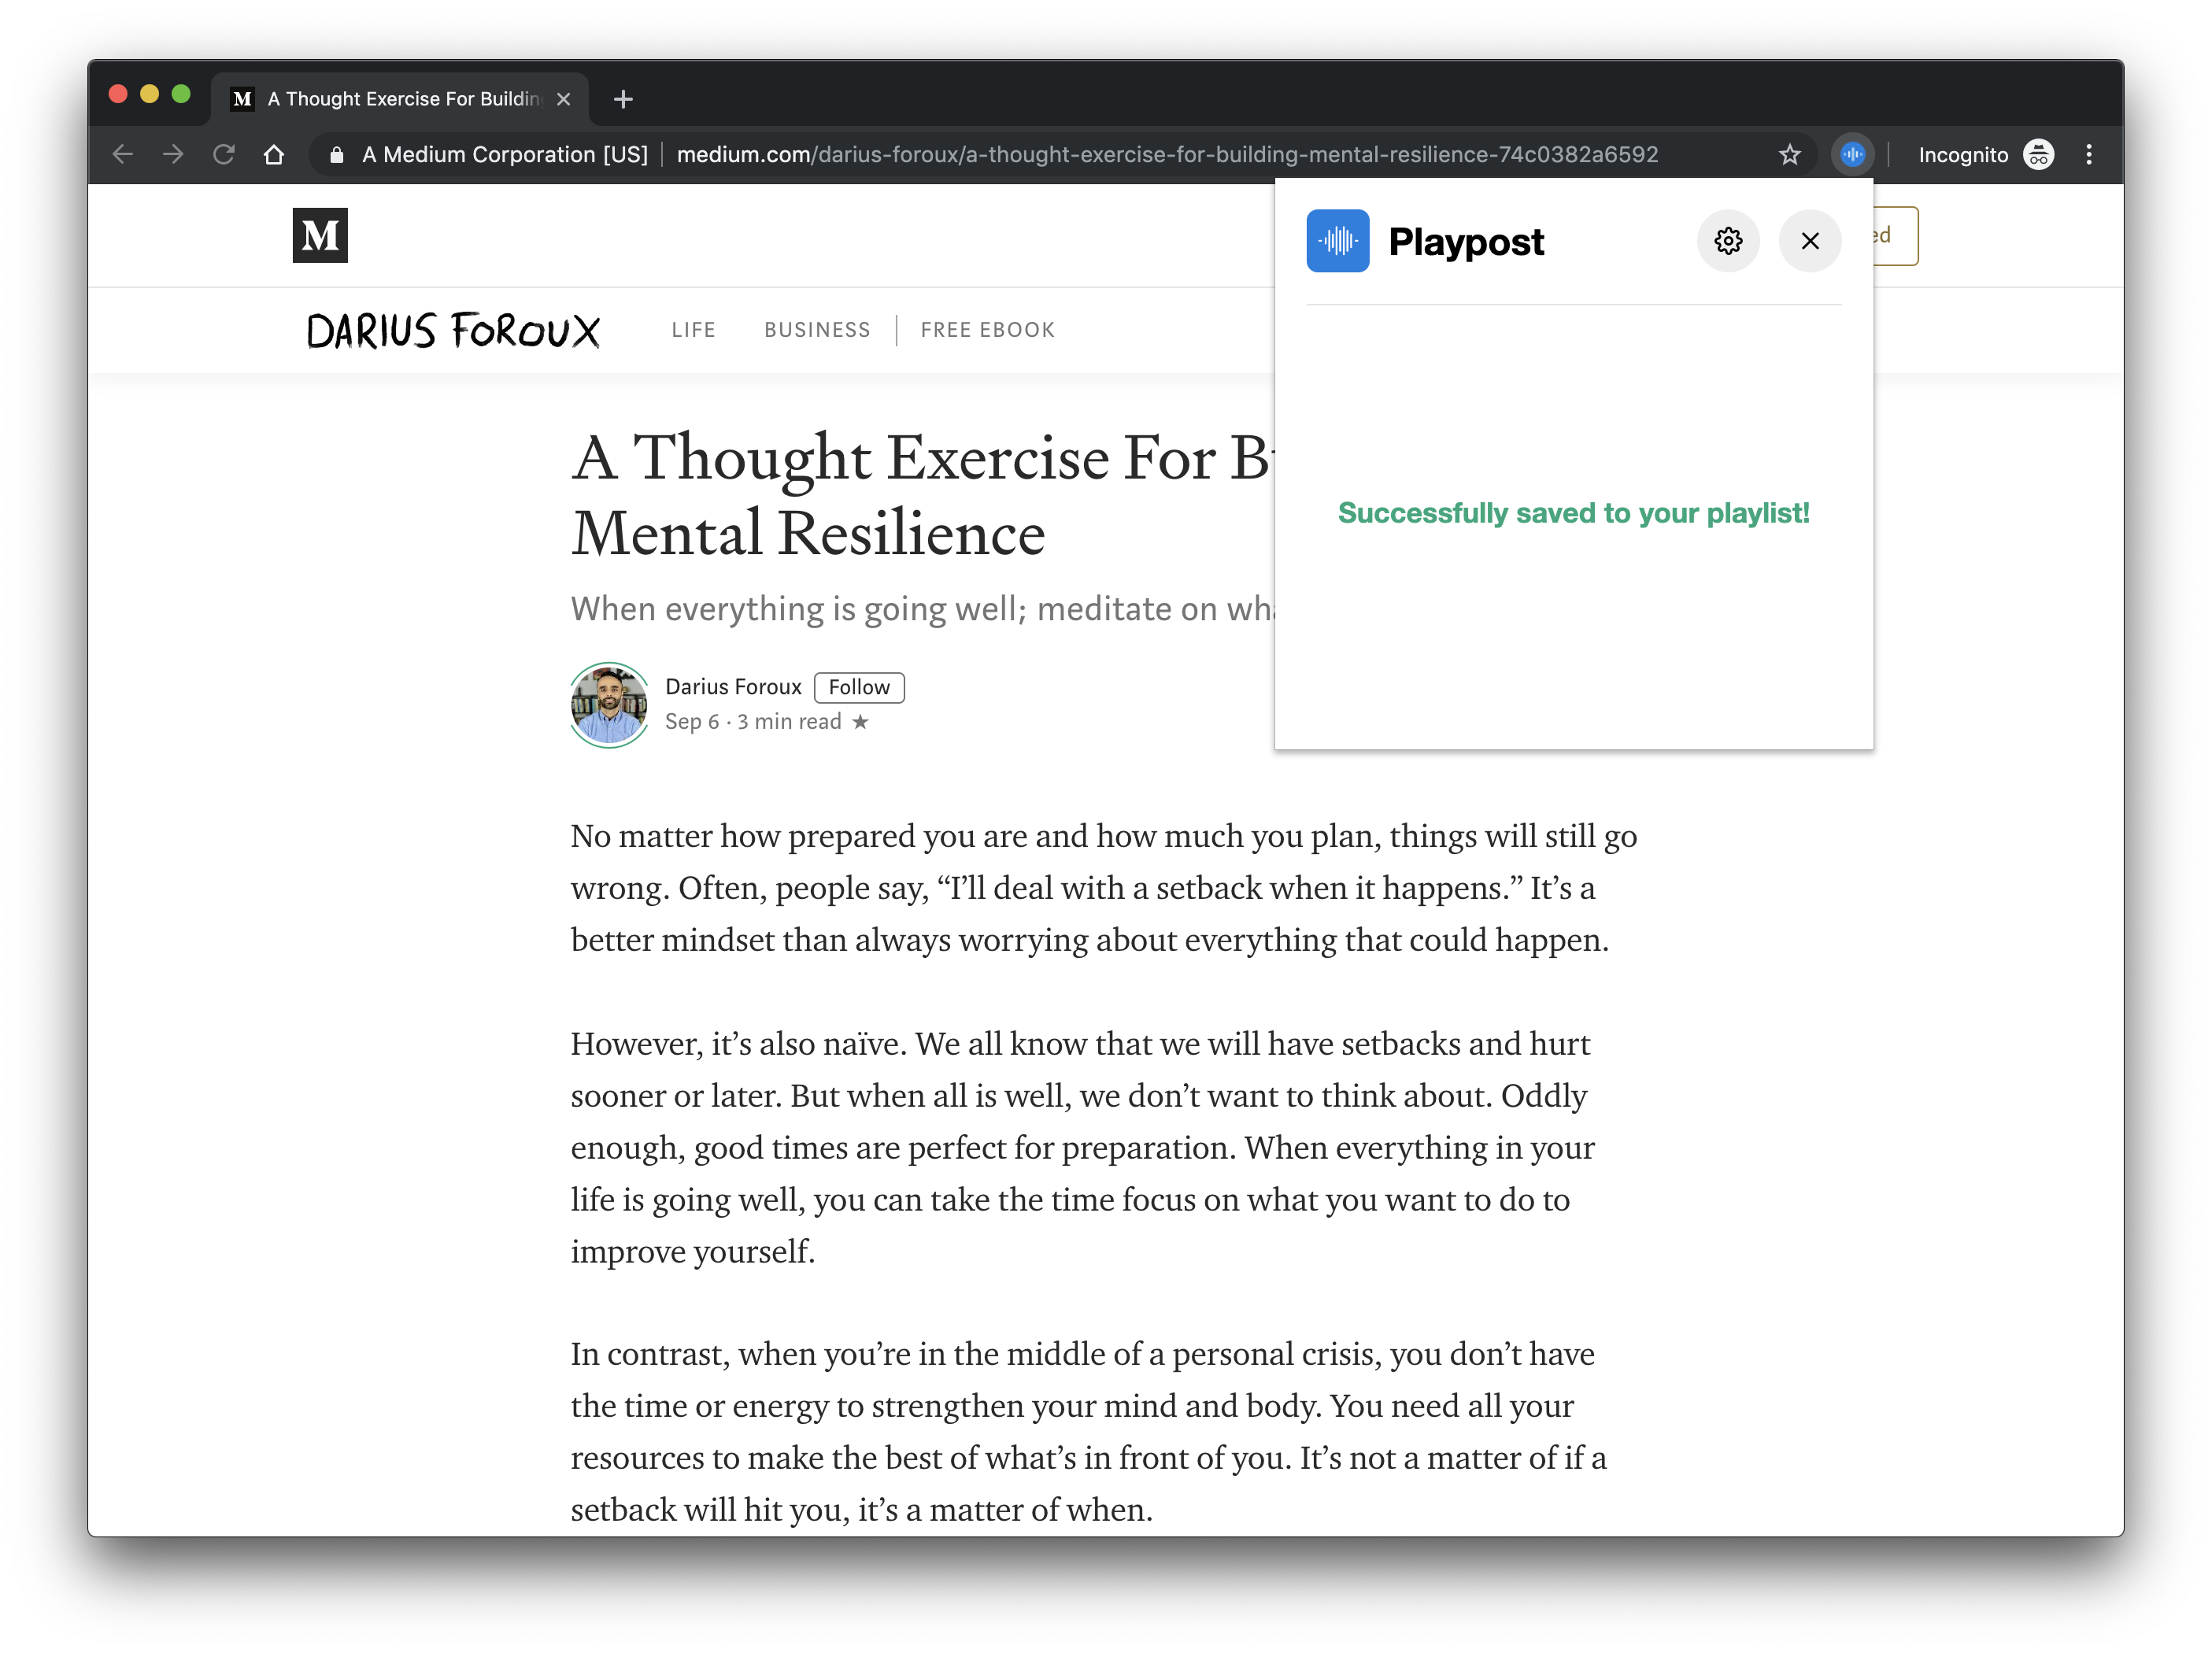 M A Thought Exercise For Buildin
A Medium Corporation [US] medium.com/darius-foroux/a-thought-exercise-for-building-mental-resilience-74c0382a6592
Incognito
M
Playpost
ed
DARIUS FOROUX LIFE BUSINESS FREE EBOOK
Successfully saved to your playlist!
A Thought Exercise For B
Mental Resilience
When everything is going well; meditate on wh
Darius Foroux Follow
Sep 6 · 3 min read ★
No matter how prepared you are and how much you plan, things will still go
wrong. Often, people say, “I’ll deal with a setback when it happens.” It’s a
better mindset than always worrying about everything that could happen.
However, it’s also naïve. We all know that we will have setbacks and hurt
sooner or later. But when all is well, we don’t want to think about. Oddly
enough, good times are perfect for preparation. When everything in your
life is going well, you can take the time focus on what you want to do to
improve yourself.
In contrast, when you’re in the middle of a personal crisis, you don’t have
the time or energy to strengthen your mind and body. You need all your
resources to make the best of what’s in front of you. It’s not a matter of if a
setback will hit you, it’s a matter of when.